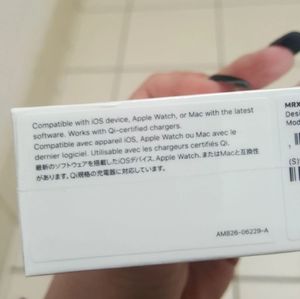 Compatible with iOS device, Apple Watch, or Mac with the latest
software. Works with Qi-certified chargers.
Compatible avec appareil iOS, Apple Watch ou Mac avec le
dernier logiciel. Utilisable avec les chargeurs certifiés Qi.
最新のソフトウェアを搭載したiOSデバイス、Apple Watch、またはMacと互換性
があります。Qi規格の充電器に対応しています。
AMB26-06229-A
MRX
Desi
Mod
(S)